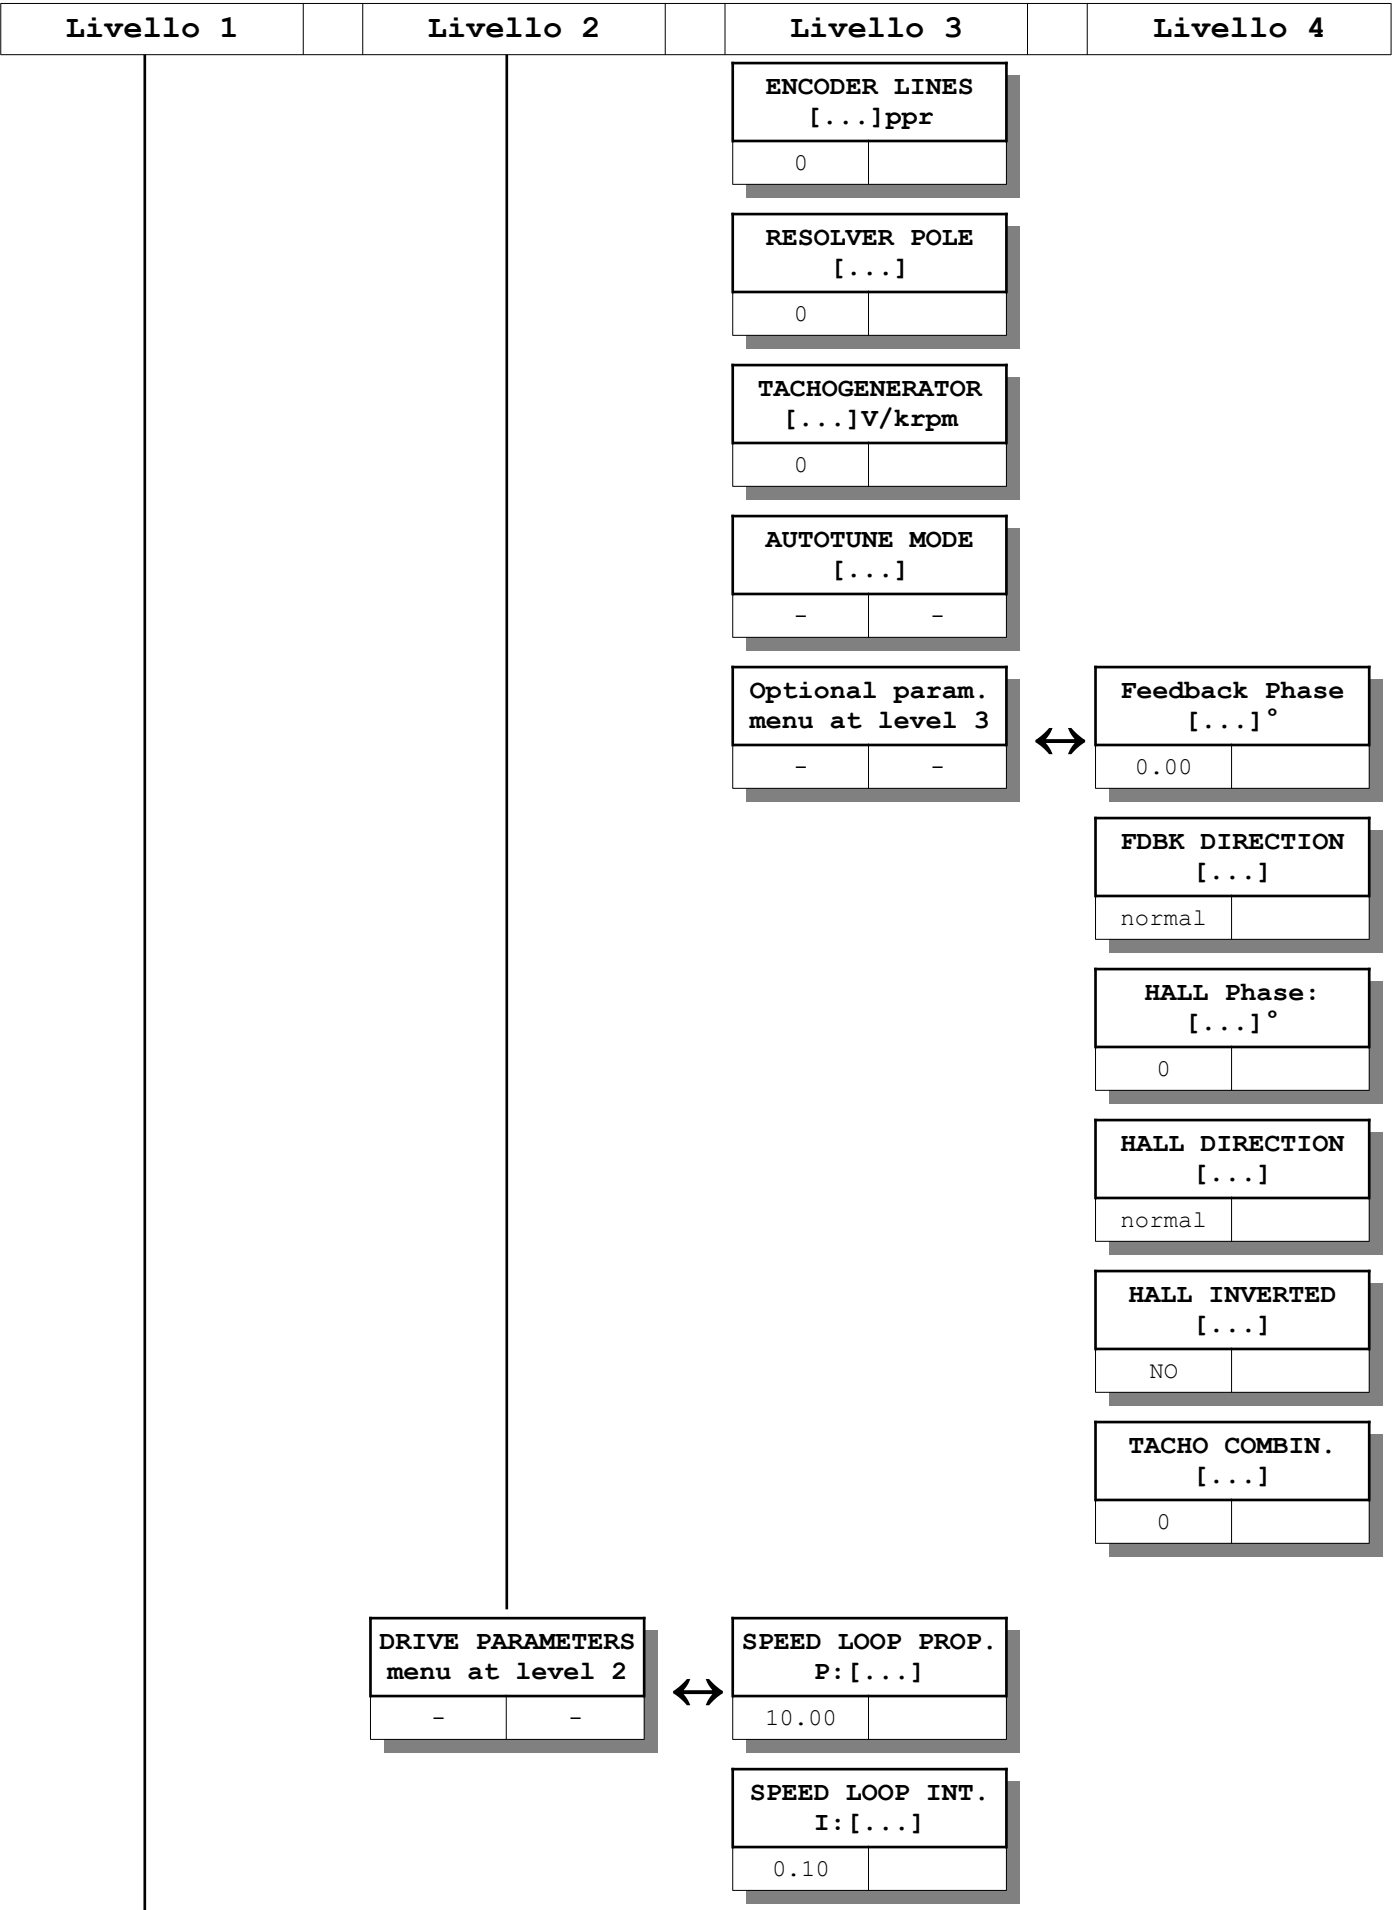 Livello 1 Livello 2 Livello 3 Livello 4
ENCODER LINES
[...]ppr
0
RESOLVER POLE
[...]
0
TACHOGENERATOR
[...]V/krpm
0
AUTOTUNE MODE
[...]
- -
Optional param.
menu at level 3
- -
↔
Feedback Phase
[...]°
0.00
FDBK DIRECTION
[...]
normal
HALL Phase:
[...]°
0
HALL DIRECTION
[...]
normal
HALL INVERTED
[...]
NO
TACHO COMBIN.
[...]
0
DRIVE PARAMETERS
menu at level 2
- -
↔
SPEED LOOP PROP.
P:[...]
10.00
SPEED LOOP INT.
I:[...]
0.10